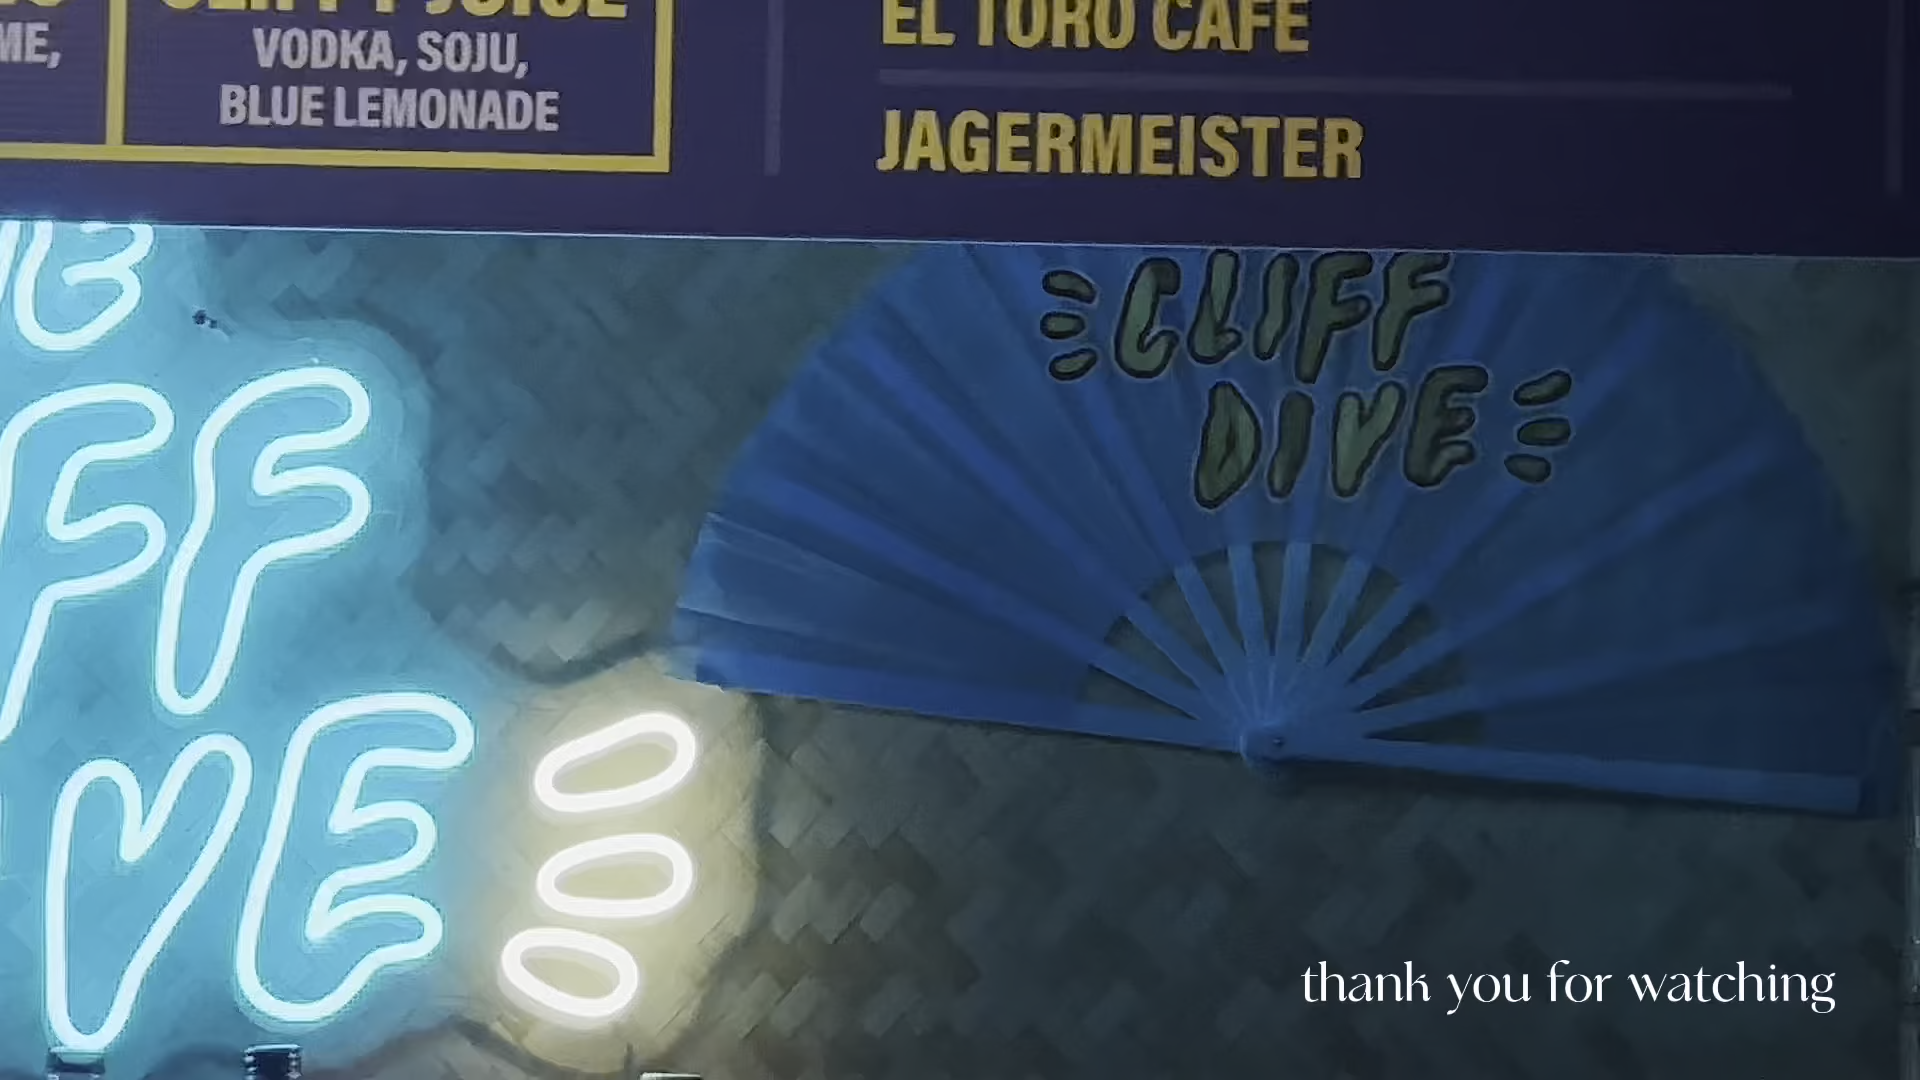 VODKA, SOJU,
BLUE LEMONADE
EL TORO CAFE
JAGERMEISTER
CLIFF
DIVE
thank you for watching